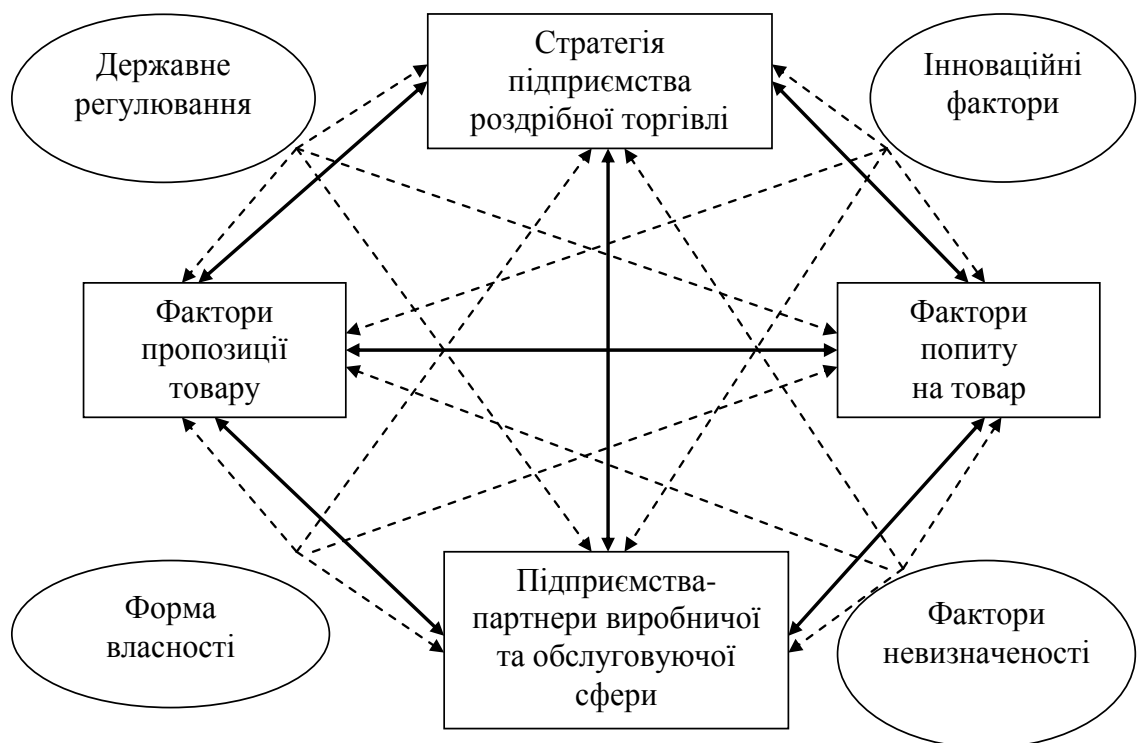 Державне
регулювання
Стратегія
підприємства
роздрібної торгівлі
Інноваційні
фактори
Фактори
пропозиції
товару
Фактори
попиту
на товар
Форма
власності
Підприємства-
партнери виробничої
та обслуговуючої
сфери
Фактори
невизначеності